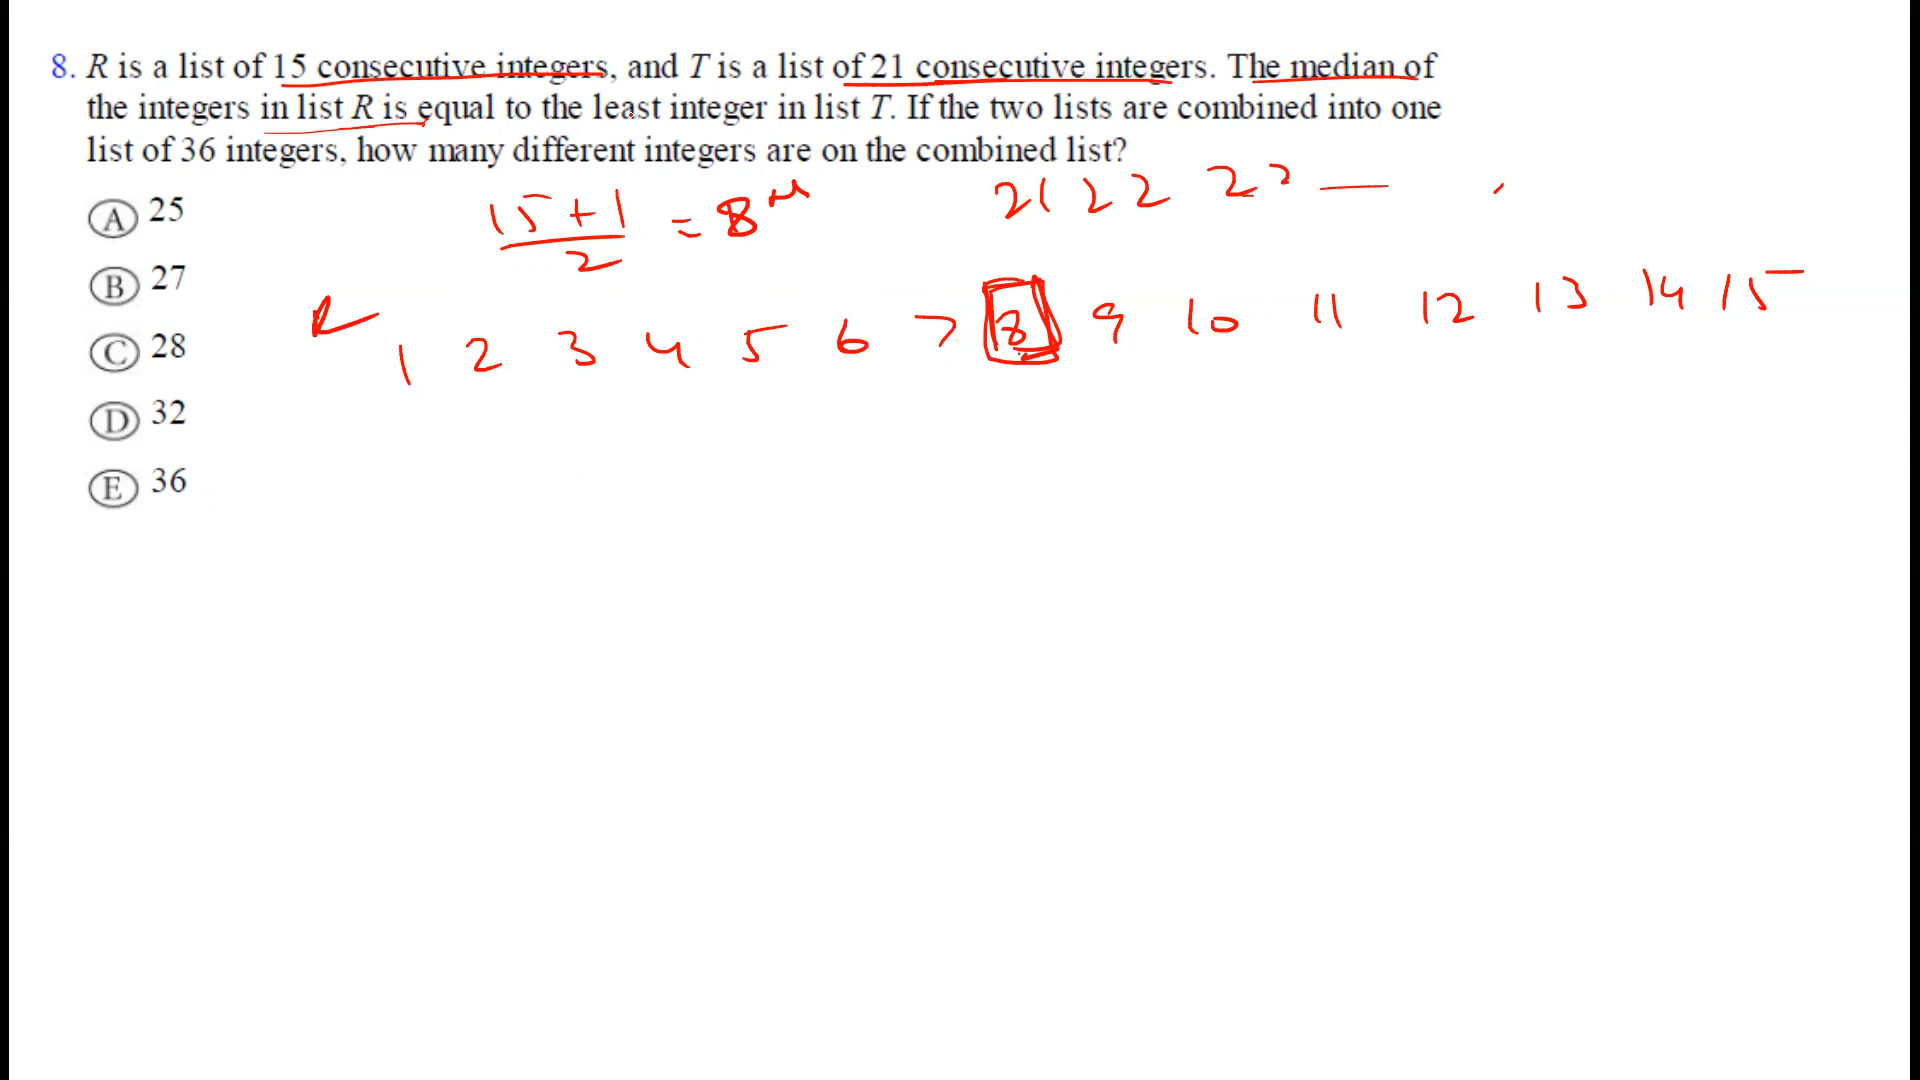 8. R is a list of 15 consecutive integers, and T is a list of 21 consecutive integers. The median of
the integers in list R is equal to the least integer in list T. If the two lists are combined into one
list of 36 integers, how many different integers are on the combined list?
A 25
B 27
C 28
D 32
E 36
15+1
2
= 8
21 22 22 —
1 2 3 4 5 6 7 8 9 10 11 12 13 14 15